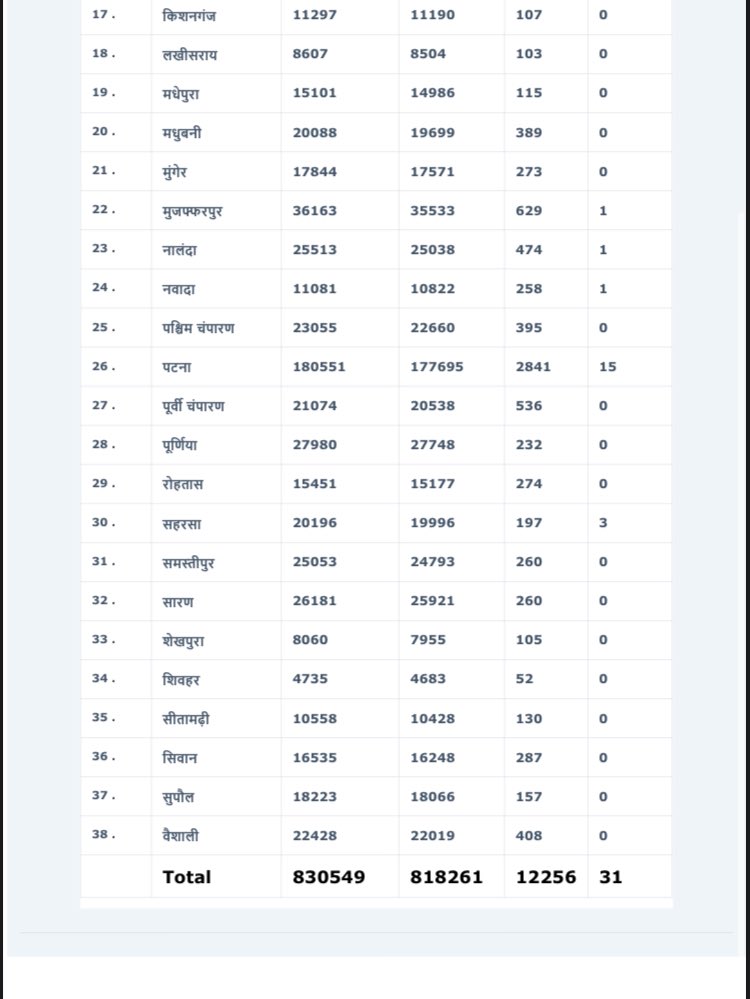 17. किशनगंज 11297 11190 107 0
18. लखीसराय 8607 8504 103 0
19. मधेपुरा 15101 14986 115 0
20. मधुबनी 20088 19699 389 0
21. मुंगेर 17844 17571 273 0
22. मुजफ्फरपुर 36163 35533 629 1
23. नालंदा 25513 25038 474 1
24. नवादा 11081 10822 258 1
25. पश्चिम चंपारण 23055 22660 395 0
26. पटना 180551 177695 2841 15
27. पूर्वी चंपारण 21074 20538 536 0
28. पूर्णिया 27980 27748 232 0
29. रोहतास 15451 15177 274 0
30. सहरसा 20196 19996 197 3
31. समस्तीपुर 25053 24793 260 0
32. सारण 26181 25921 260 0
33. शेखपुरा 8060 7955 105 0
34. शिवहर 4735 4683 52 0
35. सीतामढ़ी 10558 10428 130 0
36. सिवान 16535 16248 287 0
37. सुपौल 18223 18066 157 0
38. वैशाली 22428 22019 408 0
Total 830549 818261 12256 31